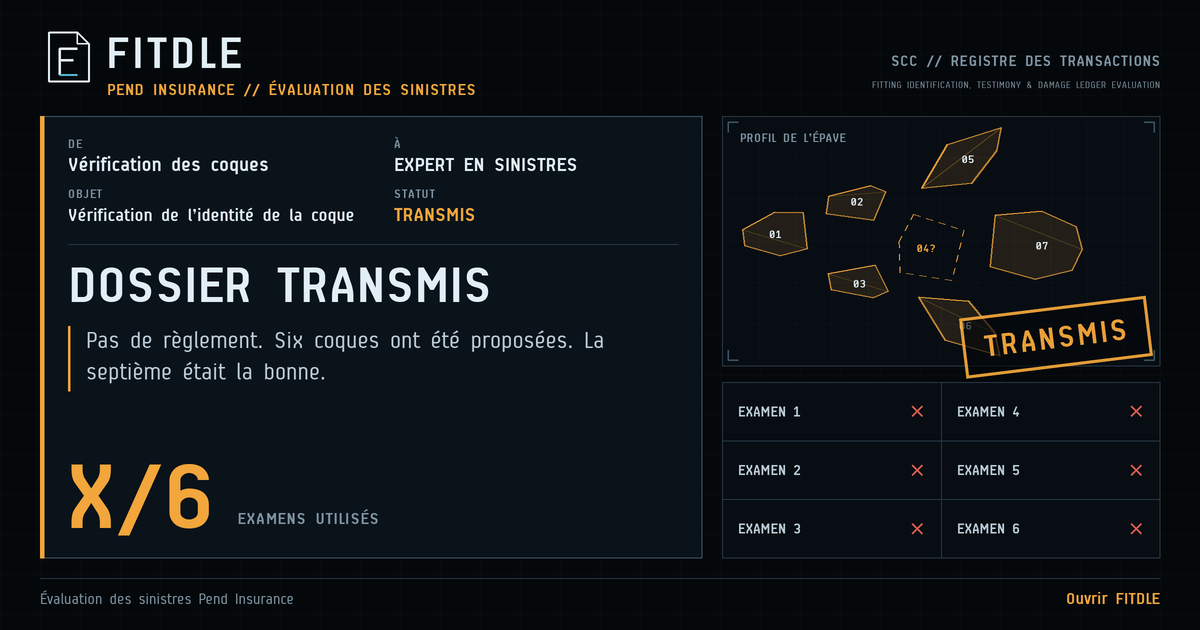 FITDLE
PEND INSURANCE // ÉVALUATION DES SINISTRES
SCC // REGISTRE DES TRANSACTIONS
FITTING IDENTIFICATION, TESTIMONY & DAMAGE LEDGER EVALUATION
DE
Vérification des coques
À
EXPERT EN SINISTRES
OBJET
Vérification de l’identité de la coque
STATUT
TRANSMIS
DOSSIER TRANSMIS
Pas de règlement. Six coques ont été proposées. La
septième était la bonne.
X/6
EXAMENS UTILISÉS
PROFIL DE L’ÉPAVE
05
02
01
04?
07
03
06
TRANSMIS
EXAMEN 1
EXAMEN 4
EXAMEN 2
EXAMEN 5
EXAMEN 3
EXAMEN 6
Évaluation des sinistres Pend Insurance
Ouvrir FITDLE